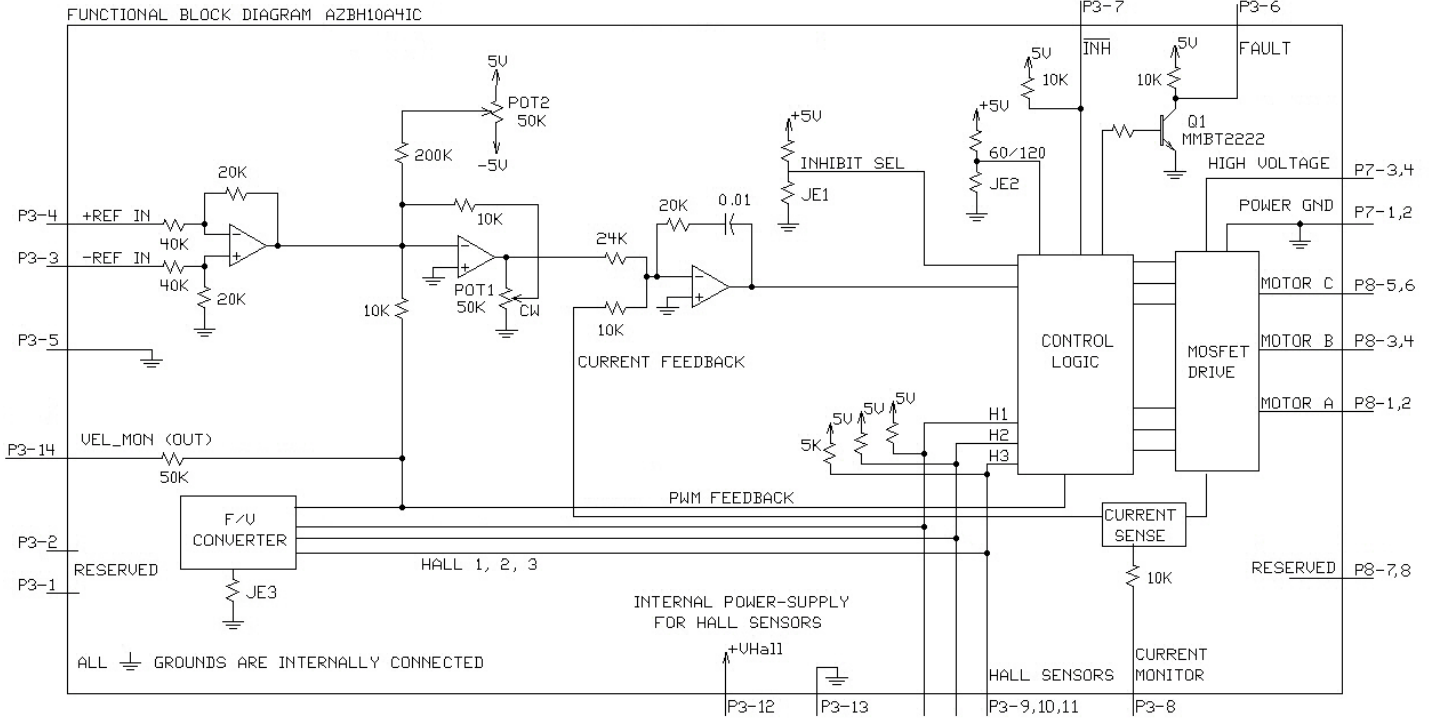 FUNCTIONAL BLOCK DIAGRAM AZBH10A4IC
P3-7
P3-6
INH
FAULT
5V
10K
5V
10K
5V
POT2
50K
-5V
200K
+5V
INHIBIT SEL
JE1
+5V
60/120
JE2
Q1
MMBT2222
HIGH VOLTAGE
P7-3,4
POWER GND
P7-1,2
20K
P3-4
+REF IN
40K
P3-3
-REF IN
40K
20K
10K
20K
0.01
24K
POT1
50K
CW
10K
10K
P3-5
CURRENT FEEDBACK
CONTROL
LOGIC
MOSFET
DRIVE
MOTOR C
P8-5,6
MOTOR B
P8-3,4
MOTOR A
P8-1,2
5V
5V
5V
5K
H1
H2
H3
VEL_MON (OUT)
P3-14
50K
PWM FEEDBACK
F/V
CONVERTER
CURRENT
SENSE
P3-2
RESERVED
P3-1
HALL 1, 2, 3
JE3
10K
RESERVED
P8-7,8
INTERNAL POWER-SUPPLY
FOR HALL SENSORS
+VHall
ALL GROUNDS ARE INTERNALLY CONNECTED
CURRENT
MONITOR
HALL SENSORS
P3-12
P3-13
P3-9,10,11
P3-8